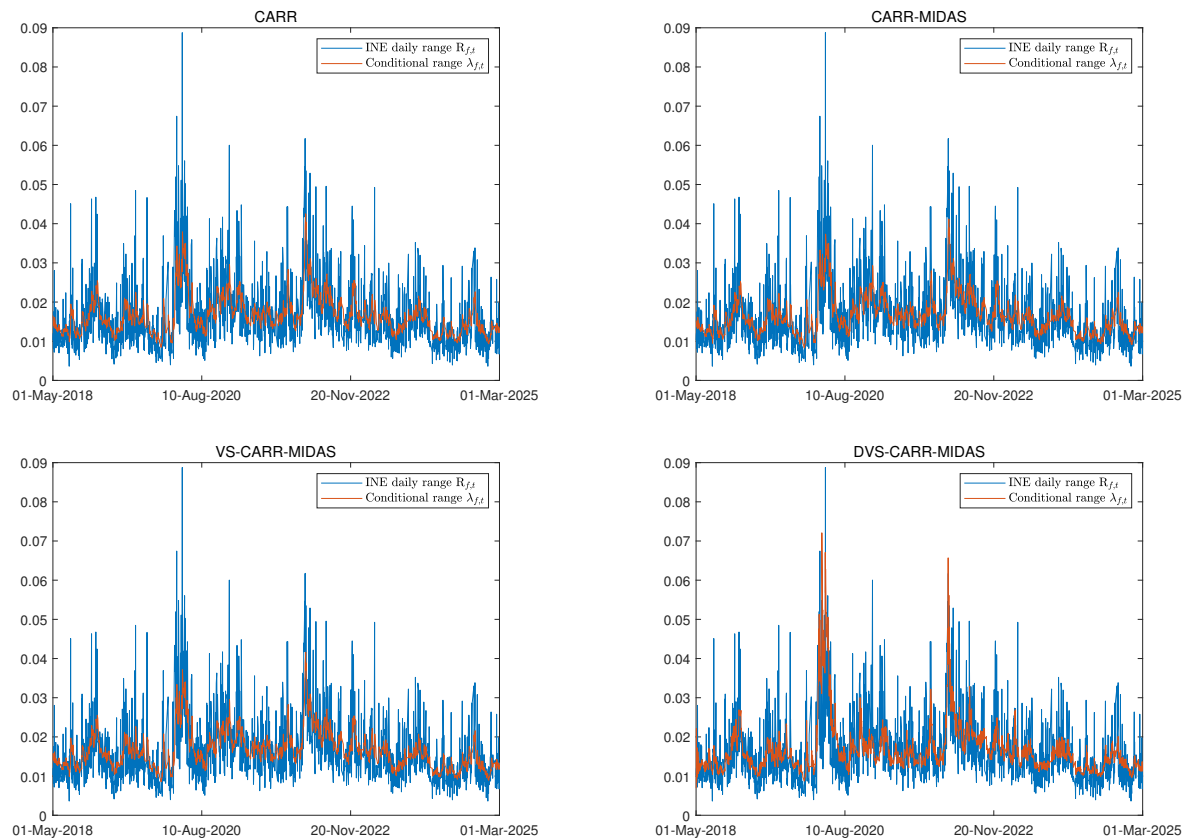 CARR
0.09
0.08
0.07
0.06
0.05
0.04
0.03
0.02
0.01
0
01-May-2018
10-Aug-2020
20-Nov-2022
01-Mar-2025
INE daily range R_{f,t}
Conditional range λ_{f,t}
CARR-MIDAS
0.09
0.08
0.07
0.06
0.05
0.04
0.03
0.02
0.01
0
01-May-2018
10-Aug-2020
20-Nov-2022
01-Mar-2025
INE daily range R_{f,t}
Conditional range λ_{f,t}
VS-CARR-MIDAS
0.09
0.08
0.07
0.06
0.05
0.04
0.03
0.02
0.01
0
01-May-2018
10-Aug-2020
20-Nov-2022
01-Mar-2025
INE daily range R_{f,t}
Conditional range λ_{f,t}
DVS-CARR-MIDAS
0.09
0.08
0.07
0.06
0.05
0.04
0.03
0.02
0.01
0
01-May-2018
10-Aug-2020
20-Nov-2022
01-Mar-2025
INE daily range R_{f,t}
Conditional range λ_{f,t}